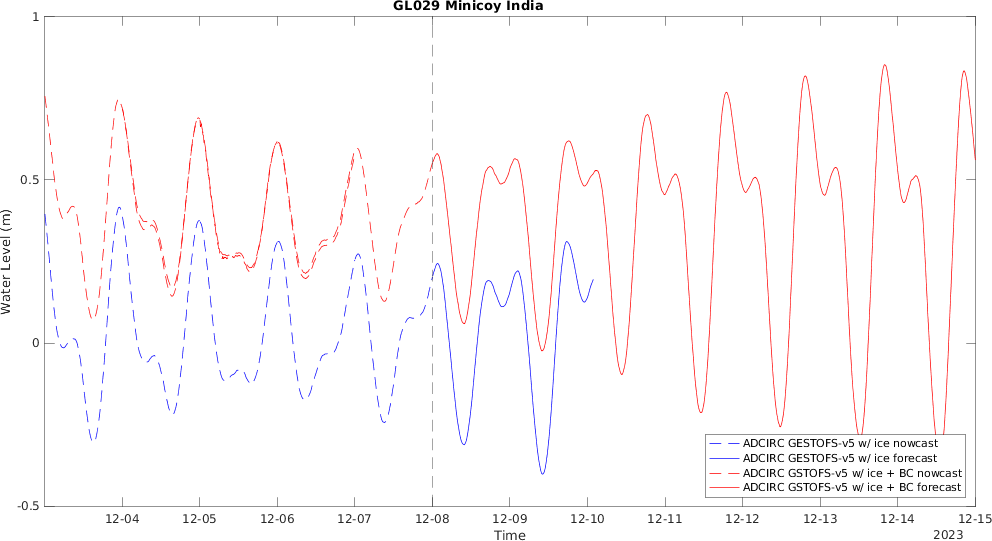 GL029 Minicoy India
1
0.5
0
-0.5
Water Level (m)
12-04 12-05 12-06 12-07 12-08 12-09 12-10 12-11 12-12 12-13 12-14 12-15
Time
2023
ADCIRC GESTOFS-v5 w/ ice nowcast
ADCIRC GESTOFS-v5 w/ ice forecast
ADCIRC GSTOFS-v5 w/ ice + BC nowcast
ADCIRC GSTOFS-v5 w/ ice + BC forecast